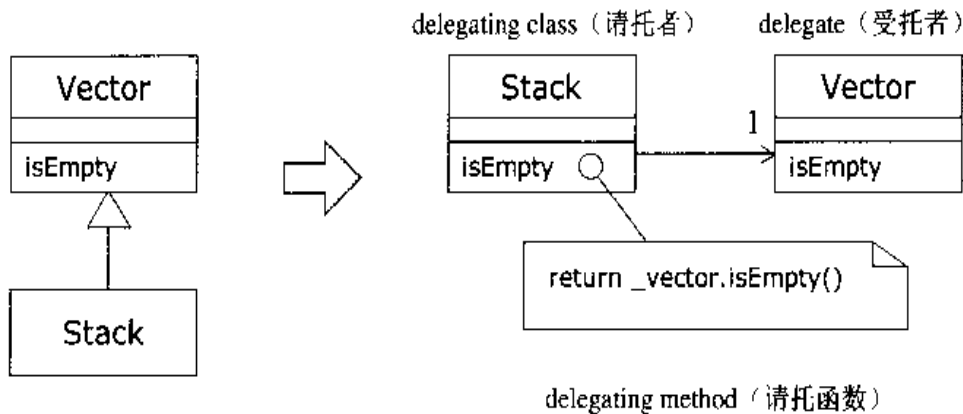 delegating class（请托者）
delegate（受托者）
Vector
isEmpty
Stack
Stack
isEmpty
1
Vector
isEmpty
return _vector.isEmpty()
delegating method（请托函数）